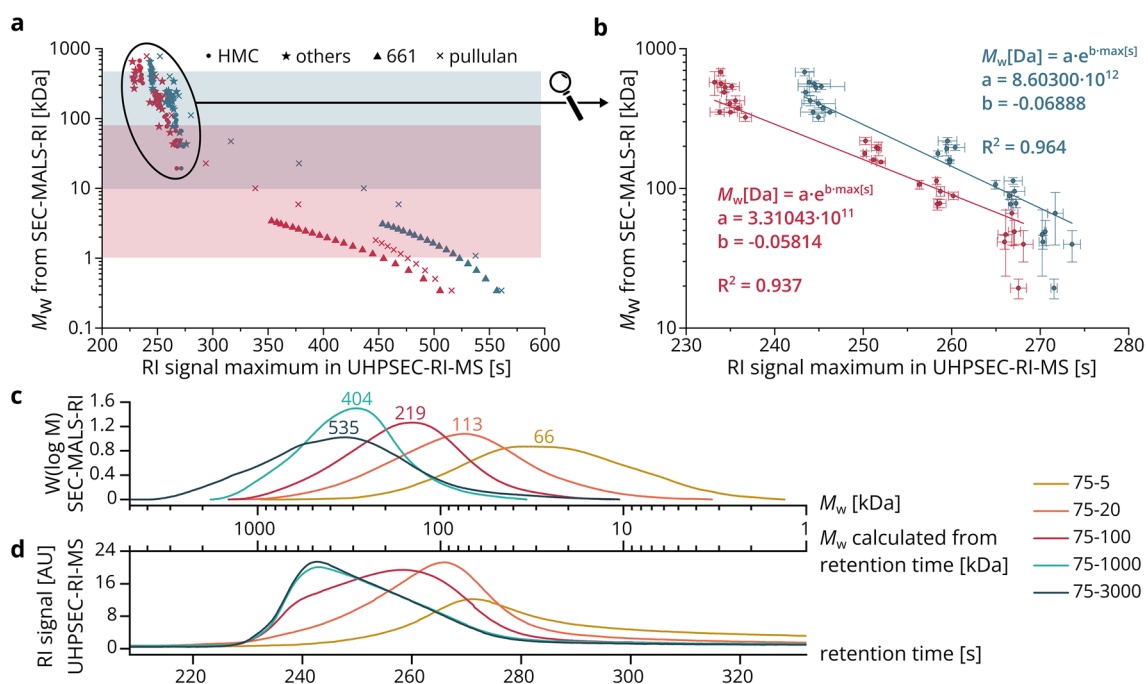 a
HMC
others
661
pullulan
Mw from SEC-MALS-RI [kDa]
1000
100
10
1
0.1
200
250
300
350
400
450
500
550
600
RI signal maximum in UHPSEC-RI-MS [s]
b
Mw from SEC-MALS-RI [kDa]
1000
100
10
Mw[Da] = a·e^b·max[s]
a = 8.60300·10^12
b = -0.06888
R² = 0.964
Mw[Da] = a·e^b·max[s]
a = 3.31043·10^11
b = -0.05814
R² = 0.937
230
240
250
260
270
280
RI signal maximum in UHPSEC-RI-MS [s]
c
W(log M)
SEC-MALS-RI
1.6
1.2
0.8
0.4
0
404
535
219
113
66
Mw [kDa]
1000
100
10
1
Mw calculated from
retention time [kDa]
d
RI signal [AU]
UHPSEC-RI-MS
24
16
8
0
220
240
260
280
300
320
retention time [s]
75-5
75-20
75-100
75-1000
75-3000